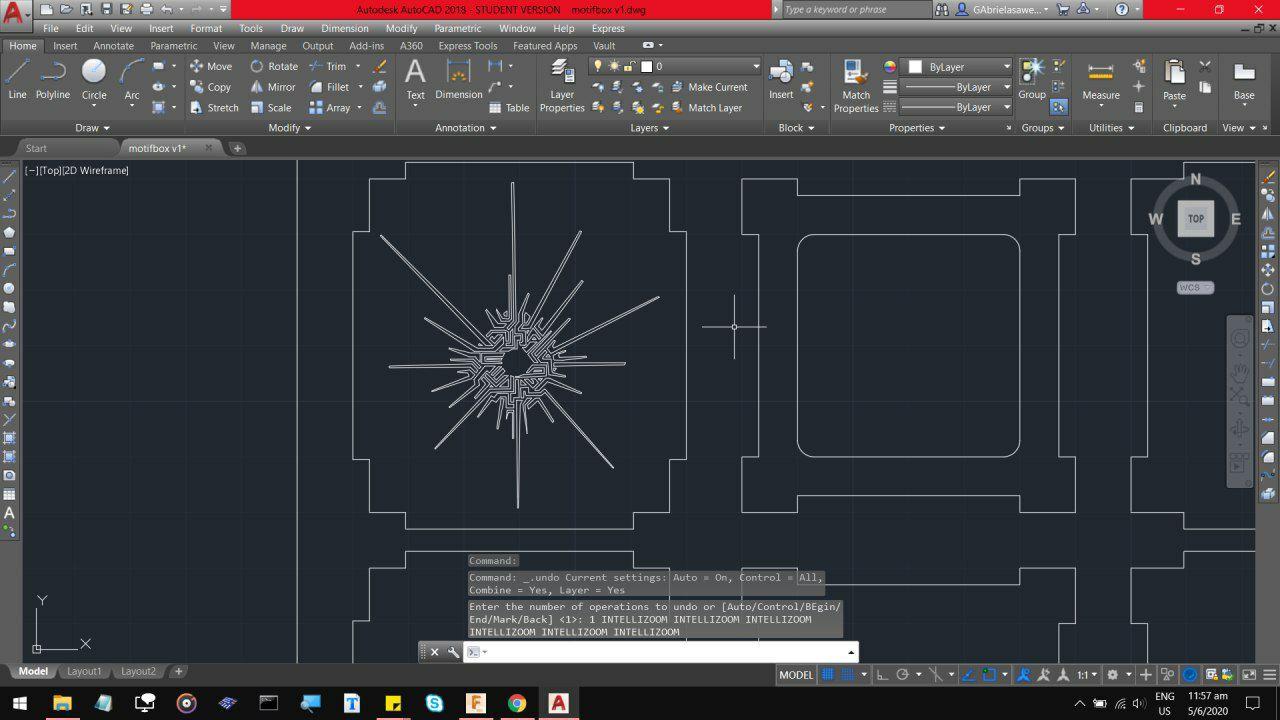 Autodesk AutoCAD 2018 - STUDENT VERSION motifbox v1.dwg
Type a keyword or phrase
GAbrielasawe...
File Edit View Insert Format Tools Draw Dimension Modify Parametric Window Help Express
Home Insert Annotate Parametric View Manage Output Add-ins A360 Express Tools Featured Apps Vault
Line Polyline Circle Arc
Move Rotate Trim
Copy Mirror Fillet
Stretch Scale Array
Text Dimension Table
Layer Properties
0
Make Current
Match Layer
Insert
Match Properties
ByLayer
ByLayer
ByLayer
Group Measure Paste Base
Draw Modify Annotation Layers Block Properties Groups Utilities Clipboard View
Start motifbox v1*
[−][Top][2D Wireframe]
N
W TOP E
S
WCS
Command:
Command: _.undo Current settings: Auto = On, Control = All,
Combine = Yes, Layer = Yes
Enter the number of operations to undo or [Auto/Control/BEgin/
End/Mark/Back] <1>: 1 INTELLIZOOM INTELLIZOOM INTELLIZOOM
INTELLIZOOM INTELLIZOOM INTELLIZOOM
Y
X
Model Layout1 Layout2
MODEL 1:1
ENG 11:57 am
US 5/6/2020